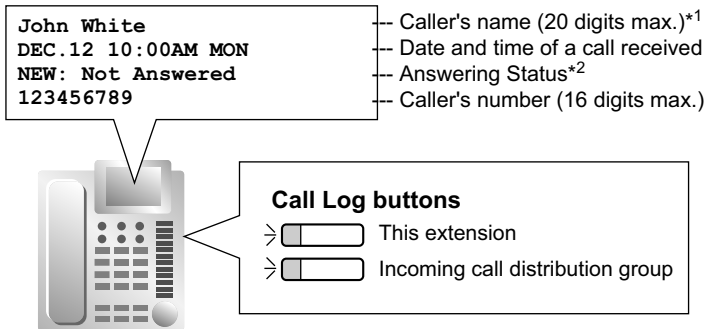 John White --- Caller's name (20 digits max.)*1
DEC.12 10:00AM MON --- Date and time of a call received
NEW: Not Answered --- Answering Status*2
123456789 --- Caller's number (16 digits max.)
Call Log buttons
This extension
Incoming call distribution group